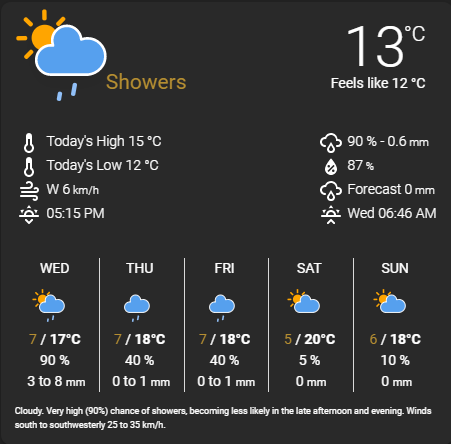 13°C
Showers
Feels like 12 °C
Today's High 15 °C
90 % - 0.6 mm
Today's Low 12 °C
87 %
W 6 km/h
Forecast 0 mm
05:15 PM
Wed 06:46 AM
WED THU FRI SAT SUN
7 / 17°C 7 / 18°C 7 / 18°C 5 / 20°C 6 / 18°C
90 % 40 % 40 % 5 % 10 %
3 to 8 mm 0 to 1 mm 0 to 1 mm 0 mm 0 mm
Cloudy. Very high (90%) chance of showers, becoming less likely in the late afternoon and evening. Winds
south to southwesterly 25 to 35 km/h.